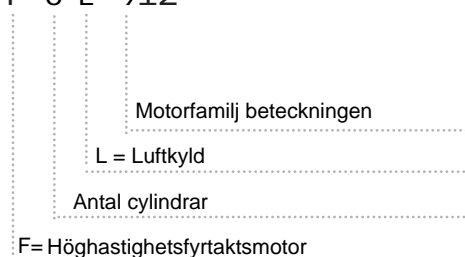 Motorfamilj beteckningen
L = Luftkyld
Antal cylindrar
F= Höghastighetsfyrtaktsmotor